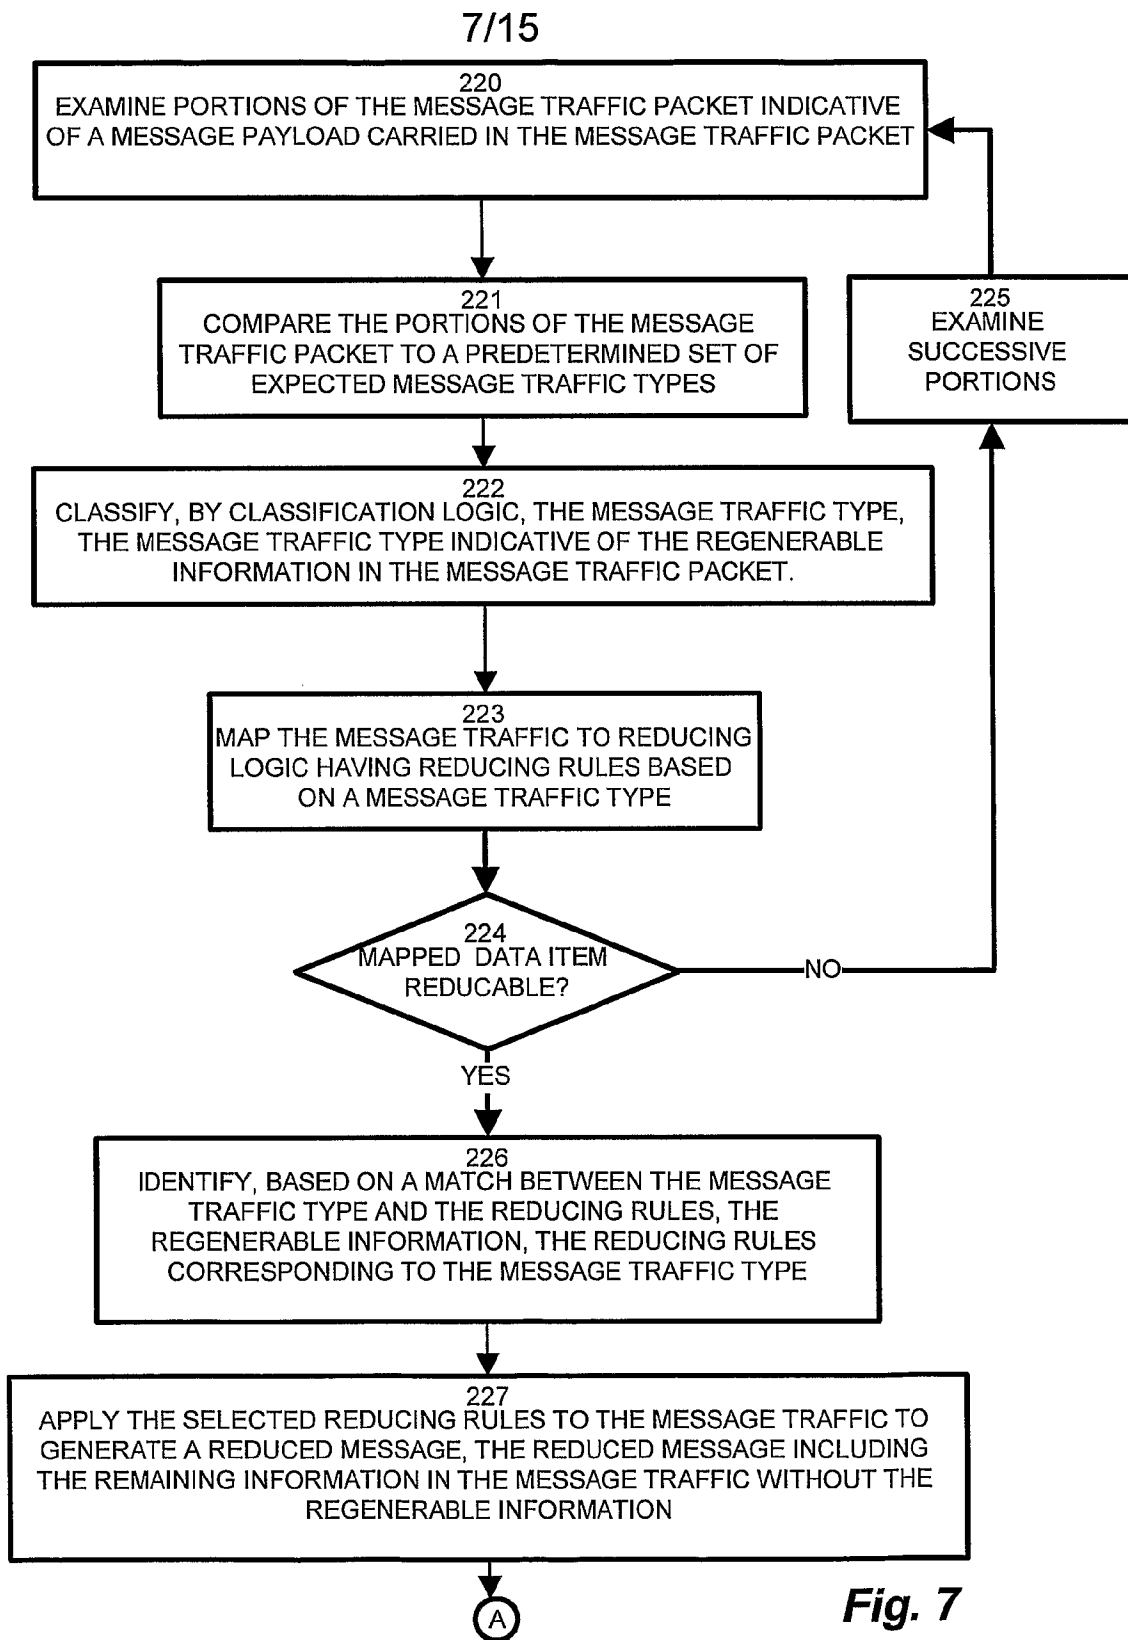 7/15
220
EXAMINE PORTIONS OF THE MESSAGE TRAFFIC PACKET INDICATIVE
OF A MESSAGE PAYLOAD CARRIED IN THE MESSAGE TRAFFIC PACKET
221
COMPARE THE PORTIONS OF THE MESSAGE
TRAFFIC PACKET TO A PREDETERMINED SET OF
EXPECTED MESSAGE TRAFFIC TYPES
225
EXAMINE
SUCCESSIVE
PORTIONS
222
CLASSIFY, BY CLASSIFICATION LOGIC, THE MESSAGE TRAFFIC TYPE,
THE MESSAGE TRAFFIC TYPE INDICATIVE OF THE REGENERABLE
INFORMATION IN THE MESSAGE TRAFFIC PACKET.
223
MAP THE MESSAGE TRAFFIC TO REDUCING
LOGIC HAVING REDUCING RULES BASED
ON A MESSAGE TRAFFIC TYPE
224
MAPPED DATA ITEM
REDUCABLE?
NO
YES
226
IDENTIFY, BASED ON A MATCH BETWEEN THE MESSAGE
TRAFFIC TYPE AND THE REDUCING RULES, THE
REGENERABLE INFORMATION, THE REDUCING RULES
CORRESPONDING TO THE MESSAGE TRAFFIC TYPE
227
APPLY THE SELECTED REDUCING RULES TO THE MESSAGE TRAFFIC TO
GENERATE A REDUCED MESSAGE, THE REDUCED MESSAGE INCLUDING
THE REMAINING INFORMATION IN THE MESSAGE TRAFFIC WITHOUT THE
REGENERABLE INFORMATION
A
Fig. 7